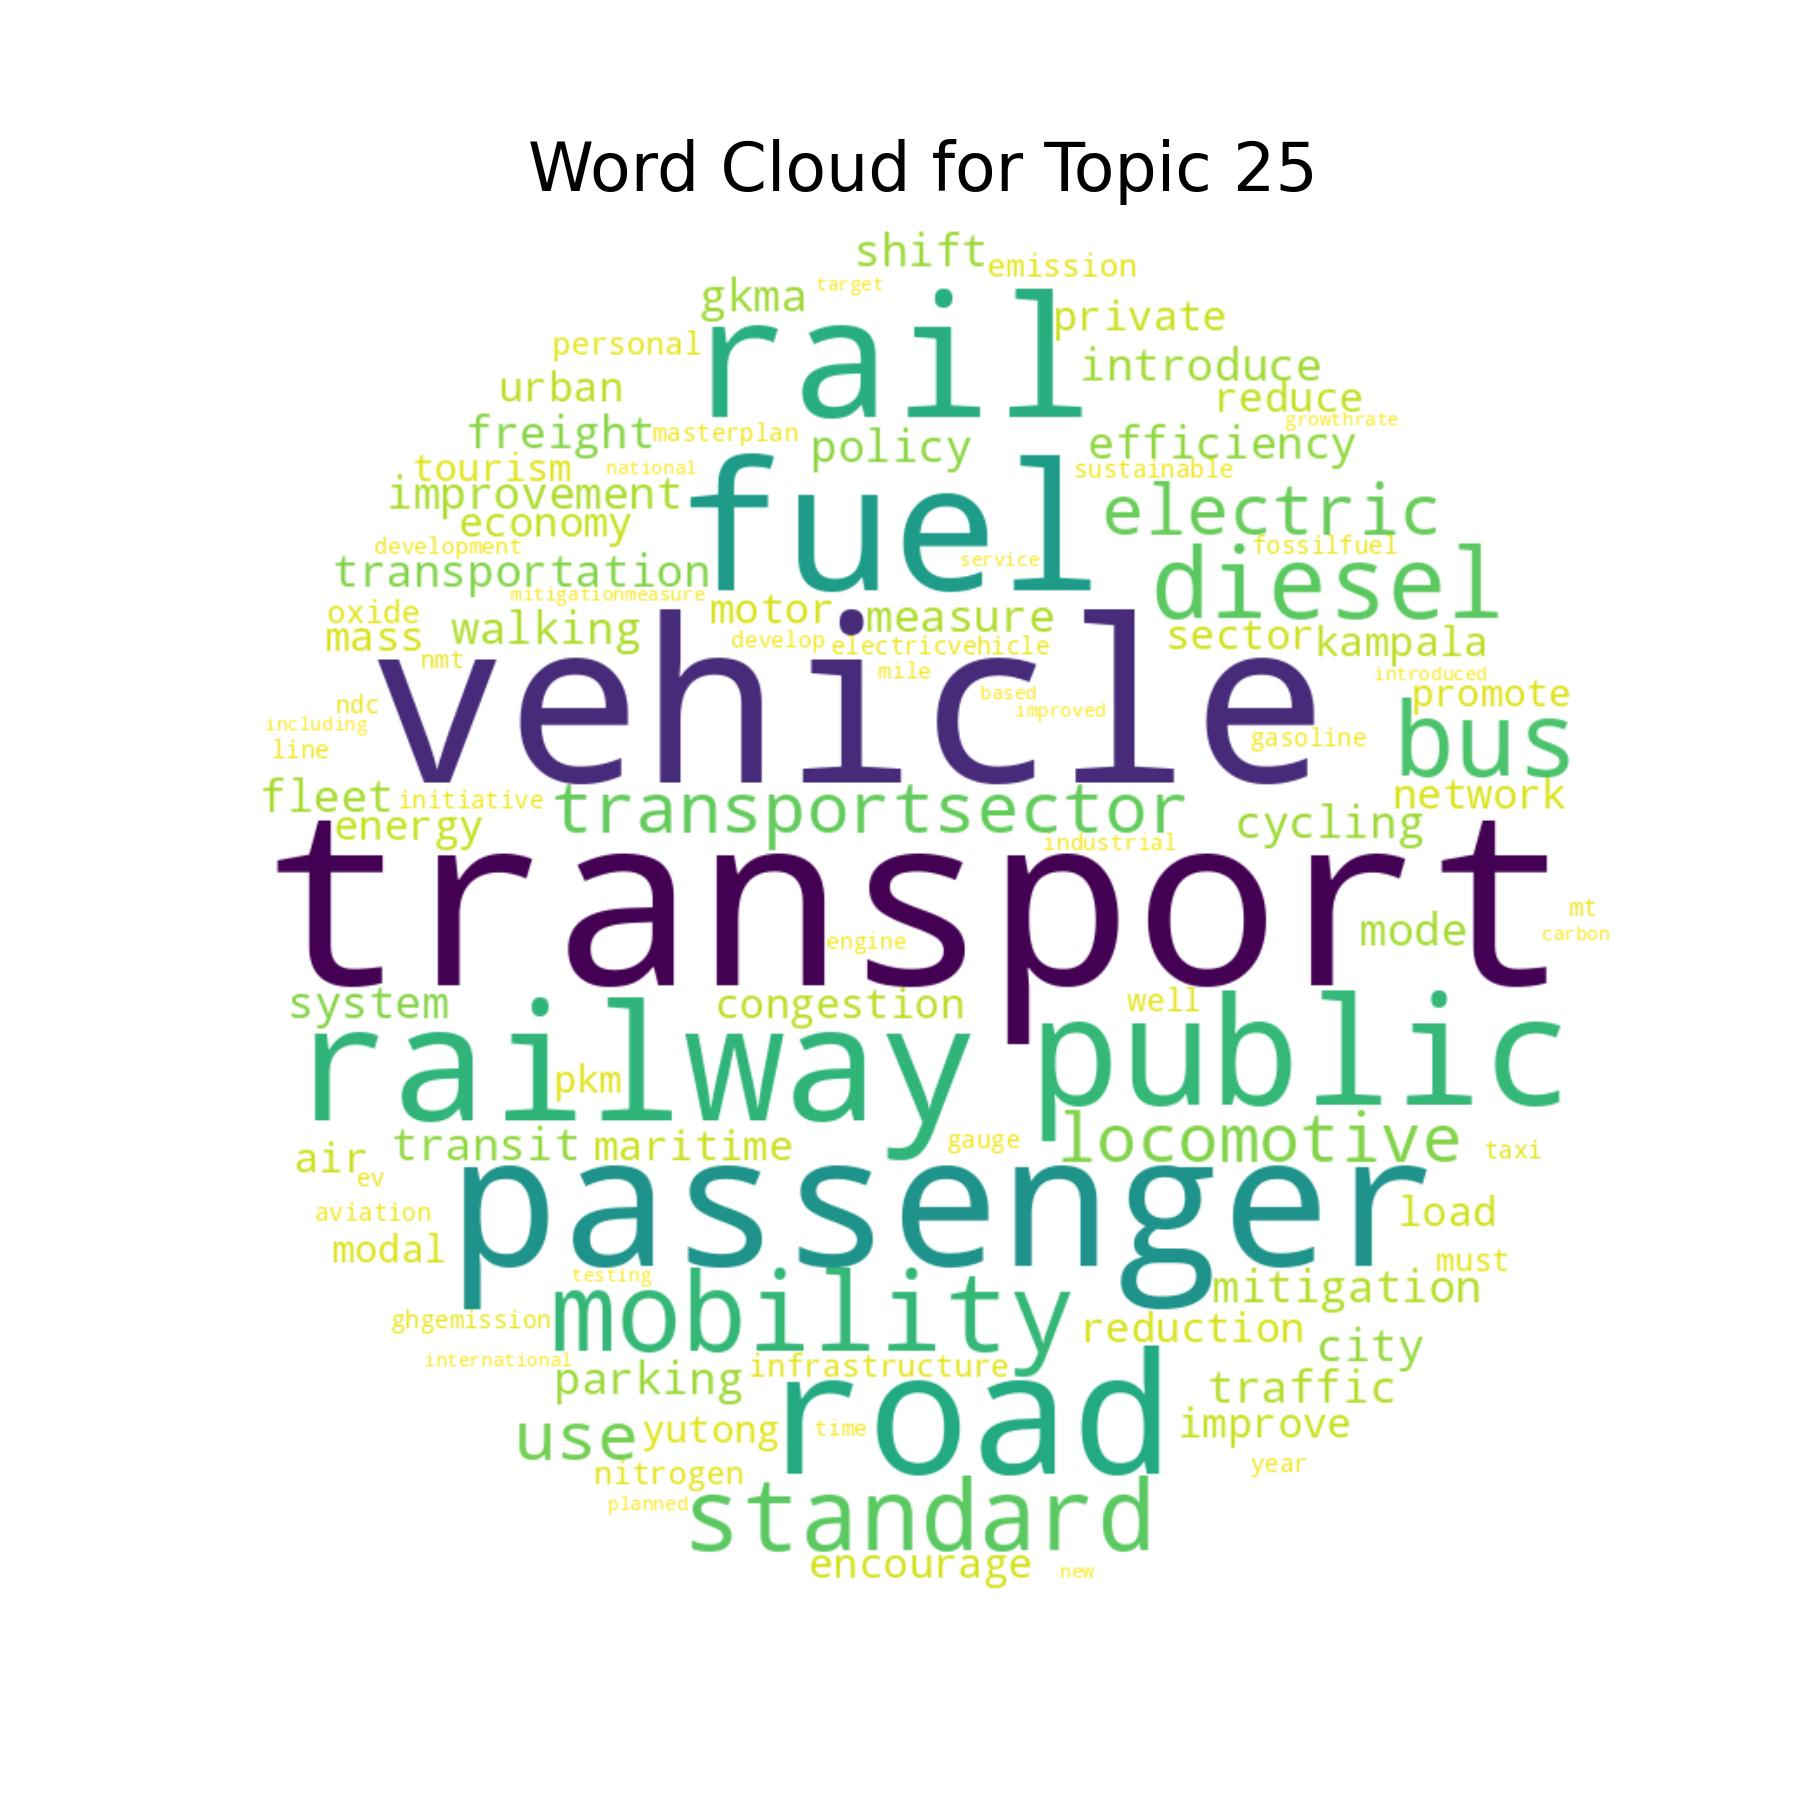 Word Cloud for Topic 25
shift emission
gkma target
rail private
personal introduce
urban reduce
freight masterplan policy efficiency growthrate
tourism national sustainable
improvement fuel electric
economy
development service fossilfuel
transportation diesel
mitigationmeasure
oxide motor measure
mass walking sector kampala
develop electricvehicle
nmt mile introduced
vehicle based promote
ndc improved
including bus
line gasoline
fleet initiative transportsector network
energy cycling
industrial
transport mt
mode carbon
engine
system congestion well
railway public
pkm
transit maritime gauge locomotive taxi
air
ev
passenger load
aviation
modal must
testing mitigation
mobility
ghgemission reduction
city
international infrastructure
parking traffic
road
use yutong time improve
nitrogen year
planned standard
encourage new